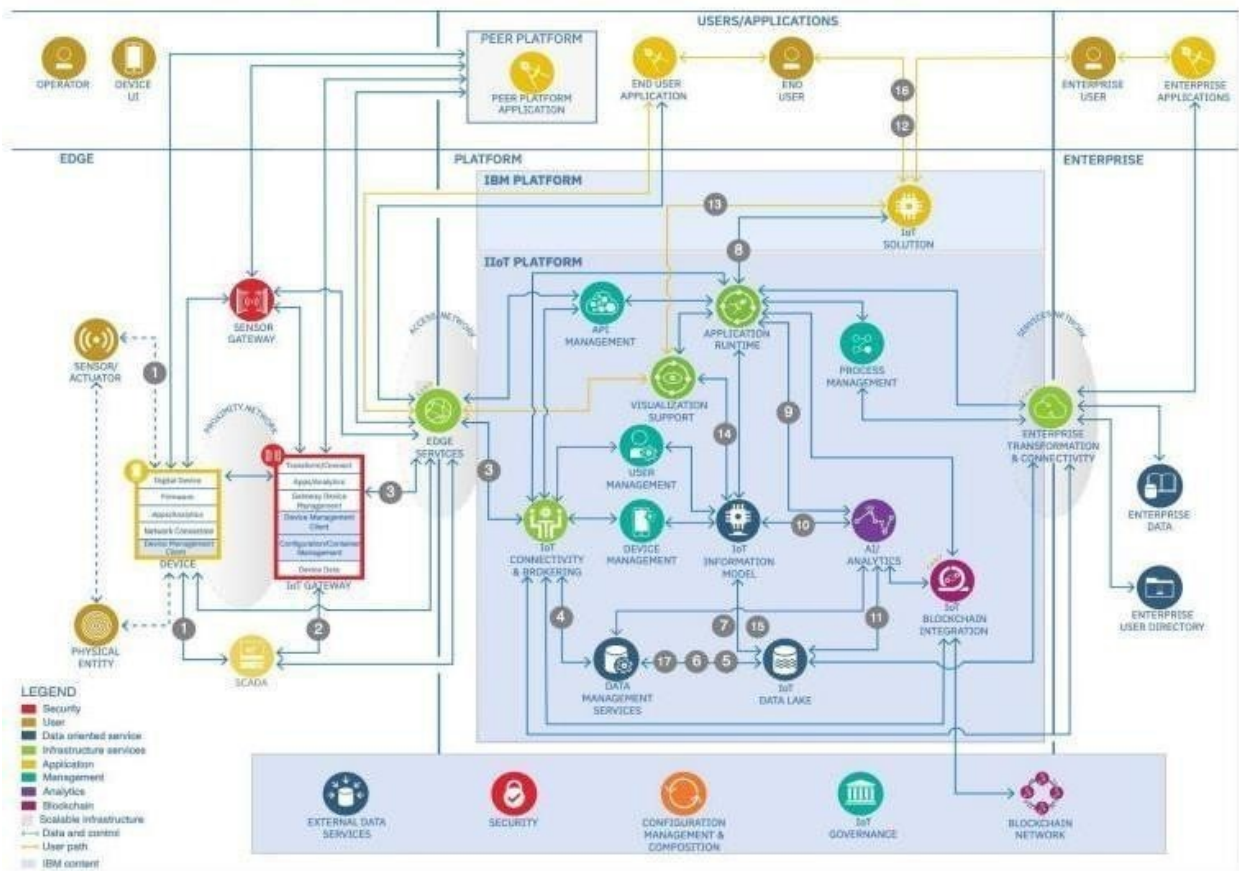 USERS/APPLICATIONS
OPERATOR
DEVICE
UI
PEER PLATFORM
PEER PLATFORM
APPLICATION
END USER
APPLICATION
END
USER
ENTERPRISE
USER
ENTERPRISE
APPLICATIONS
16
12
EDGE
PLATFORM
ENTERPRISE
IBM PLATFORM
13
IoT
SOLUTION
8
IIoT PLATFORM
SENSOR
GATEWAY
ACCESS NETWORK
API
MANAGEMENT
APPLICATION
RUNTIME
SERVICES NETWORK
SENSOR/
ACTUATOR
1
PROCESS
MANAGEMENT
PROXIMITY NETWORK
EDGE
SERVICES
VISUALIZATION
SUPPORT
9
ENTERPRISE
TRANSFORMATION
& CONNECTIVITY
14
USER
MANAGEMENT
3
3
Digital Device
Firmware
Apps/Analytics
Network Connection
Device Management
Client
DEVICE
Transform/Connect
Apps/Analytics
Gateway Device
Management
Device Management
Client
Configuration/Container
Management
Device Data
IoT GATEWAY
IoT
CONNECTIVITY
& BROKERING
DEVICE
MANAGEMENT
IoT
INFORMATION
MODEL
10
AI/
ANALYTICS
ENTERPRISE
DATA
IoT
BLOCKCHAIN
INTEGRATION
ENTERPRISE
USER DIRECTORY
PHYSICAL
ENTITY
1
2
SCADA
4
7
15
11
17
6
5
DATA
MANAGEMENT
SERVICES
IoT
DATA LAKE
LEGEND
Security
User
Data oriented service
Infrastructure services
Application
Management
Analytics
Blockchain
Scalable infrastructure
Data and control
User path
IBM content
EXTERNAL DATA
SERVICES
SECURITY
CONFIGURATION
MANAGEMENT &
COMPOSITION
IoT
GOVERNANCE
BLOCKCHAIN
NETWORK